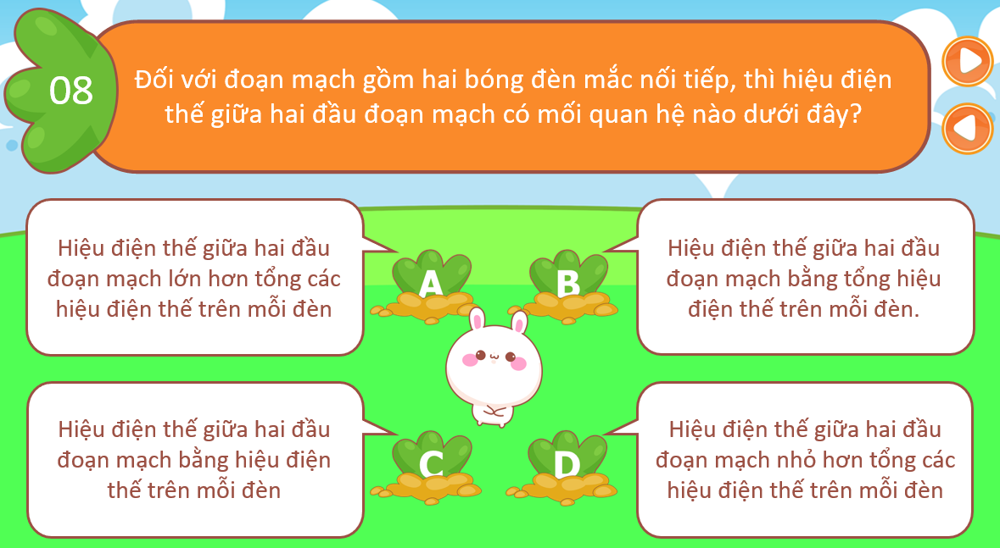 08
Đối với đoạn mạch gồm hai bóng đèn mắc nối tiếp, thì hiệu điện
thế giữa hai đầu đoạn mạch có mối quan hệ nào dưới đây?
Hiệu điện thế giữa hai đầu
đoạn mạch lớn hơn tổng các
hiệu điện thế trên mỗi đèn
A
B
Hiệu điện thế giữa hai đầu
đoạn mạch bằng tổng hiệu
điện thế trên mỗi đèn.
Hiệu điện thế giữa hai đầu
đoạn mạch bằng hiệu điện
thế trên mỗi đèn
C
D
Hiệu điện thế giữa hai đầu
đoạn mạch nhỏ hơn tổng các
hiệu điện thế trên mỗi đèn